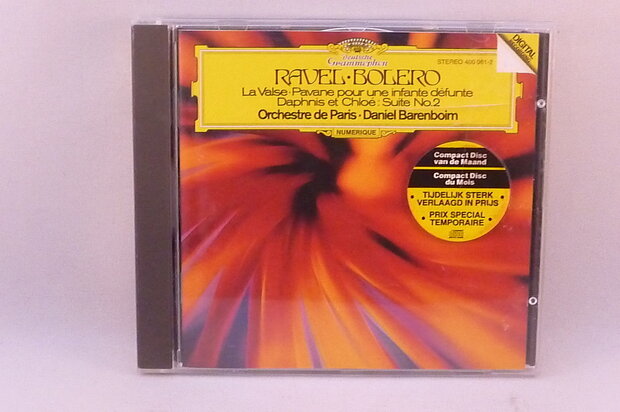 Deutsche
Grammophon
STEREO 400 061-2
DIGITAL
RECORDING
RAVEL · BOLERO
La Valse · Pavane pour une infante défunte
Daphnis et Chloé: Suite No. 2
Orchestre de Paris · Daniel Barenboim
NUMERIQUE
Compact Disc
van de Maand
Compact Disc
du Mois
• TIJDELIJK STERK
VERLAAGD IN PRIJS •
• PRIX SPECIAL •
TEMPORAIRE